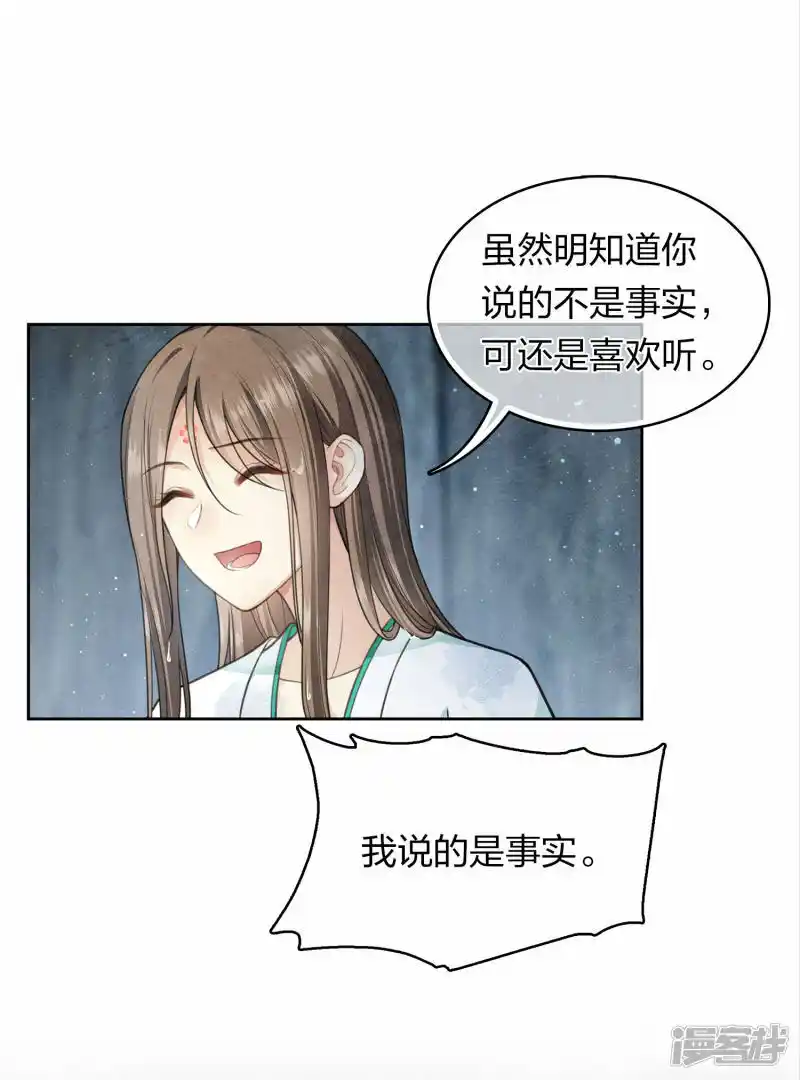 虽然明知道你
说的不是事实，
可还是喜欢听。
我说的是事实。
漫客栈